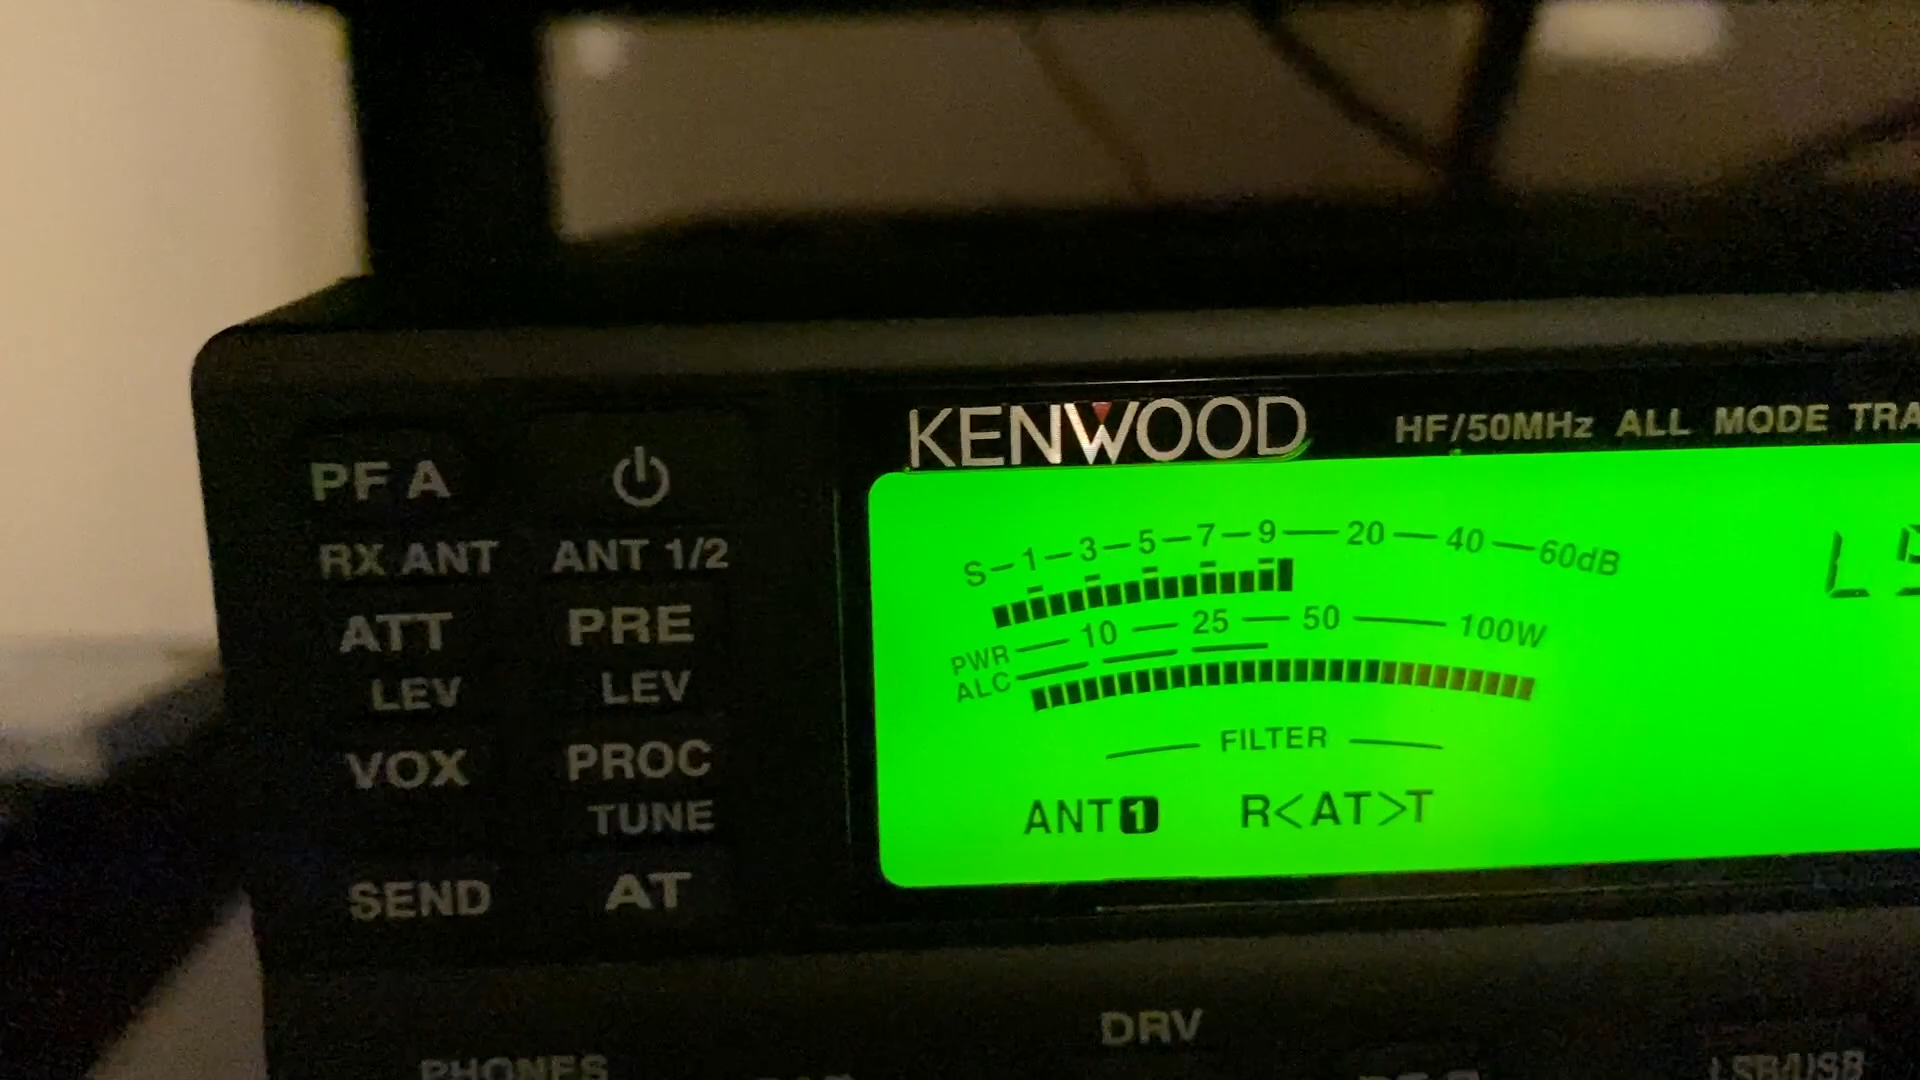 KENWOOD HF/50MHz ALL MODE
PF A
RX ANT ANT 1/2
ATT PRE
LEV LEV
VOX PROC
TUNE
SEND AT
S 1 3 5 7 9 20 40 60dB
PWR 10 25 50 100W
ALC
FILTER
ANT 1 R<AT>T
DRV
PHONES
LSB/USB